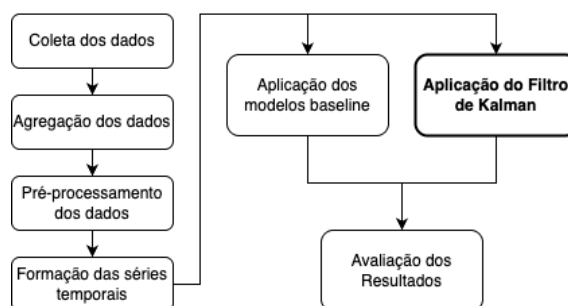 Coleta dos dados
Agregação dos dados
Pré-processamento
dos dados
Formação das séries
temporais
Aplicação dos
modelos baseline
Aplicação do Filtro
de Kalman
Avaliação dos
Resultados